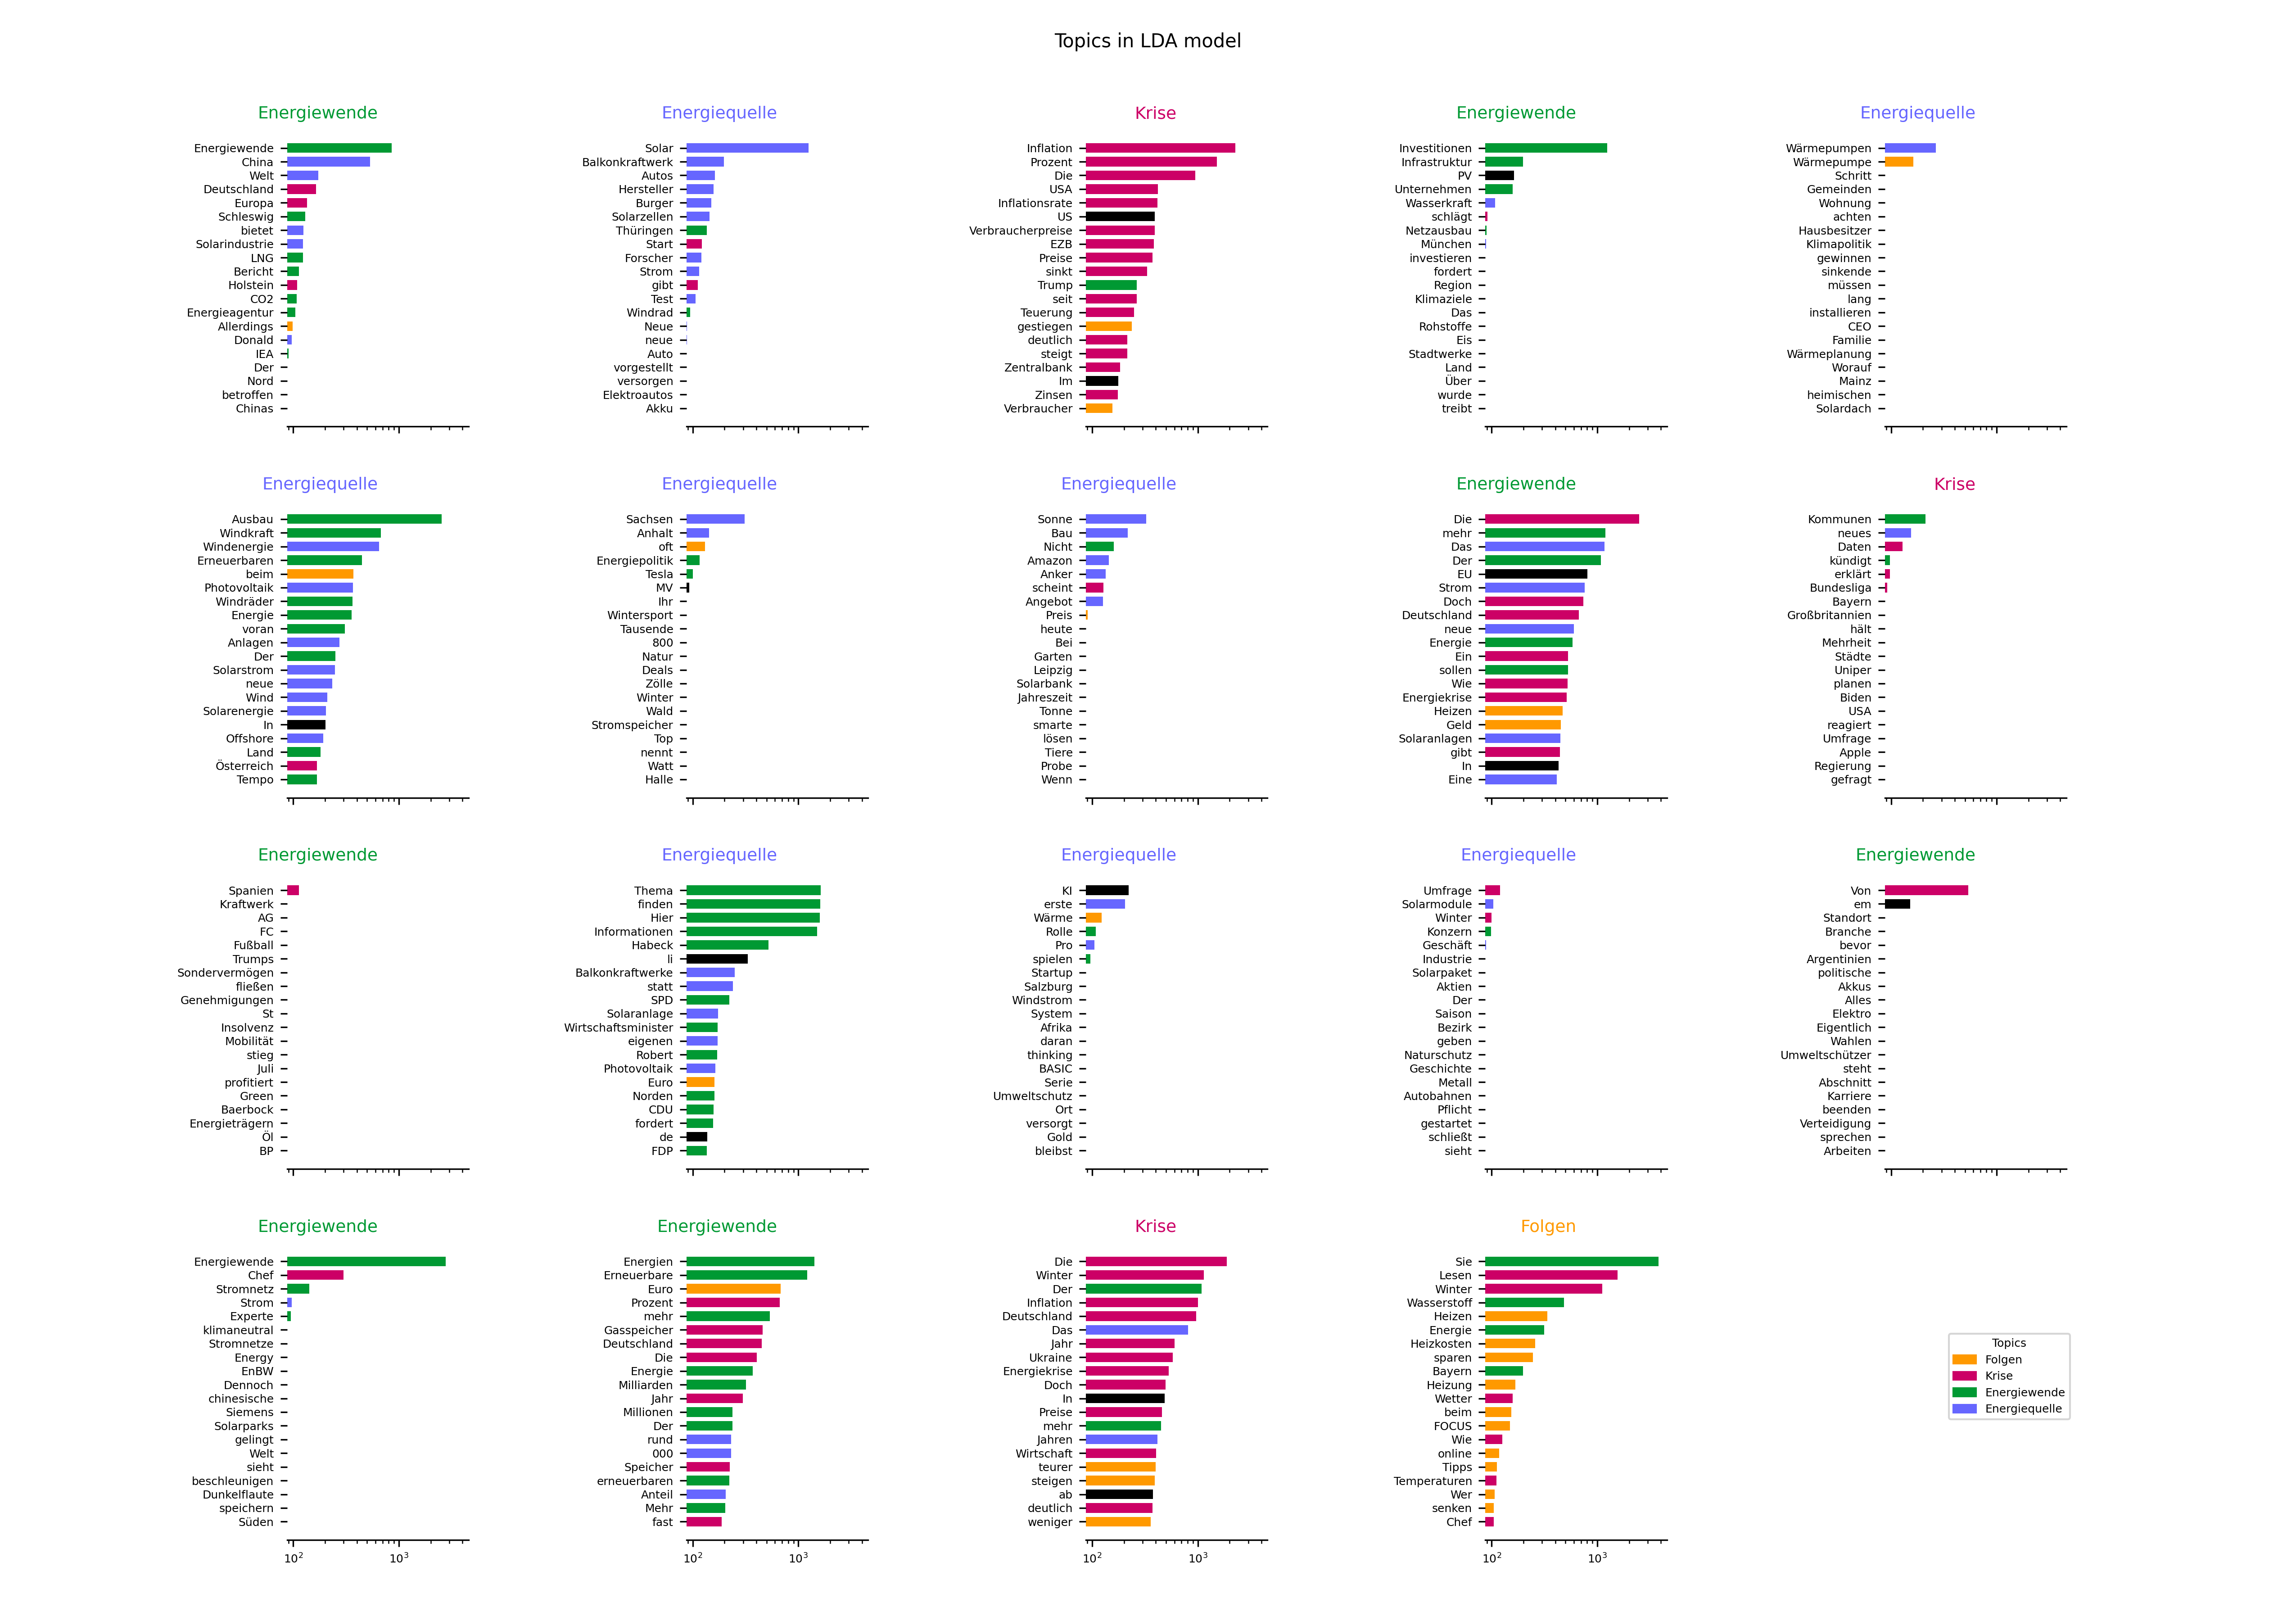 Topics in LDA model
Energiewende
Energiewende
China
Welt
Deutschland
Europa
Schleswig
bietet
Solarindustrie
LNG
Bericht
Holstein
CO2
Energieagentur
Allerdings
Donald
IEA
Der
Nord
betroffen
Chinas
Energiequelle
Solar
Balkonkraftwerk
Autos
Hersteller
Burger
Solarzellen
Thüringen
Start
Forscher
Strom
gibt
Test
Windrad
Neue
neue
Auto
vorgestellt
versorgen
Elektroautos
Akku
Krise
Inflation
Prozent
Die
USA
Inflationsrate
US
Verbraucherpreise
EZB
Preise
sinkt
Trump
seit
Teuerung
gestiegen
deutlich
steigt
Zentralbank
Im
Zinsen
Verbraucher
Energiewende
Investitionen
Infrastruktur
PV
Unternehmen
Wasserkraft
schlägt
Netzausbau
München
investieren
fordert
Region
Klimaziele
Das
Rohstoffe
Eis
Stadtwerke
Land
Über
wurde
treibt
Energiequelle
Wärmepumpen
Wärmepumpe
Schritt
Gemeinden
Wohnung
achten
Hausbesitzer
Klimapolitik
gewinnen
sinkende
müssen
lang
installieren
CEO
Familie
Wärmeplanung
Worauf
Mainz
heimischen
Solardach
Energiequelle
Ausbau
Windkraft
Windenergie
Erneuerbaren
beim
Photovoltaik
Windräder
Energie
voran
Anlagen
Der
Solarstrom
neue
Wind
Solarenergie
In
Offshore
Land
Österreich
Tempo
Energiequelle
Sachsen
Anhalt
oft
Energiepolitik
Tesla
MV
Ihr
Wintersport
Tausende
800
Natur
Deals
Zölle
Winter
Wald
Stromspeicher
Top
nennt
Watt
Halle
Energiequelle
Sonne
Bau
Nicht
Amazon
Anker
scheint
Angebot
Preis
heute
Bei
Garten
Leipzig
Solarbank
Jahreszeit
Tonne
smarte
lösen
Tiere
Probe
Wenn
Energiewende
Die
mehr
Das
Der
EU
Strom
Doch
Deutschland
neue
Energie
Ein
sollen
Wie
Energiekrise
Heizen
Geld
Solaranlagen
gibt
In
Eine
Krise
Kommunen
neues
Daten
kündigt
erklärt
Bundesliga
Bayern
Großbritannien
hält
Mehrheit
Städte
Uniper
planen
Biden
USA
reagiert
Umfrage
Apple
Regierung
gefragt
Energiewende
Spanien
Kraftwerk
AG
FC
Fußball
Trumps
Sondervermögen
fließen
Genehmigungen
St
Insolvenz
Mobilität
stieg
Juli
profitiert
Green
Baerbock
Energieträgern
Öl
BP
Energiequelle
Thema
finden
Hier
Informationen
Habeck
li
Balkonkraftwerke
statt
SPD
Solaranlage
Wirtschaftsminister
eigenen
Robert
Photovoltaik
Euro
Norden
CDU
fordert
de
FDP
Energiequelle
KI
erste
Wärme
Rolle
Pro
spielen
Startup
Salzburg
Windstrom
System
Afrika
daran
thinking
BASIC
Serie
Umweltschutz
Ort
versorgt
Gold
bleibst
Energiequelle
Umfrage
Solarmodule
Winter
Konzern
Geschäft
Industrie
Solarpaket
Aktien
Der
Saison
Bezirk
geben
Naturschutz
Geschichte
Metall
Autobahnen
Pflicht
gestartet
schließt
sieht
Energiewende
Von
em
Standort
Branche
bevor
Argentinien
politische
Akkus
Alles
Elektro
Eigentlich
Wahlen
Umweltschützer
steht
Abschnitt
Karriere
beenden
Verteidigung
sprechen
Arbeiten
Energiewende
Energiewende
Chef
Stromnetz
Strom
Experte
klimaneutral
Stromnetze
Energy
EnBW
Dennoch
chinesische
Siemens
Solarparks
gelingt
Welt
sieht
beschleunigen
Dunkelflaute
speichern
Süden
10² 10³
Energiewende
Energien
Erneuerbare
Euro
Prozent
mehr
Gasspeicher
Deutschland
Die
Energie
Milliarden
Jahr
Millionen
Der
rund
000
Speicher
erneuerbaren
Anteil
Mehr
fast
10² 10³
Krise
Die
Winter
Der
Inflation
Deutschland
Das
Jahr
Ukraine
Energiekrise
Doch
In
Preise
mehr
Jahren
Wirtschaft
teurer
steigen
ab
deutlich
weniger
10² 10³
Folgen
Sie
Lesen
Winter
Wasserstoff
Heizen
Energie
Heizkosten
sparen
Bayern
Heizung
Wetter
beim
FOCUS
Wie
online
Tipps
Temperaturen
Wer
senken
Chef
10² 10³
Topics
Folgen
Krise
Energiewende
Energiequelle